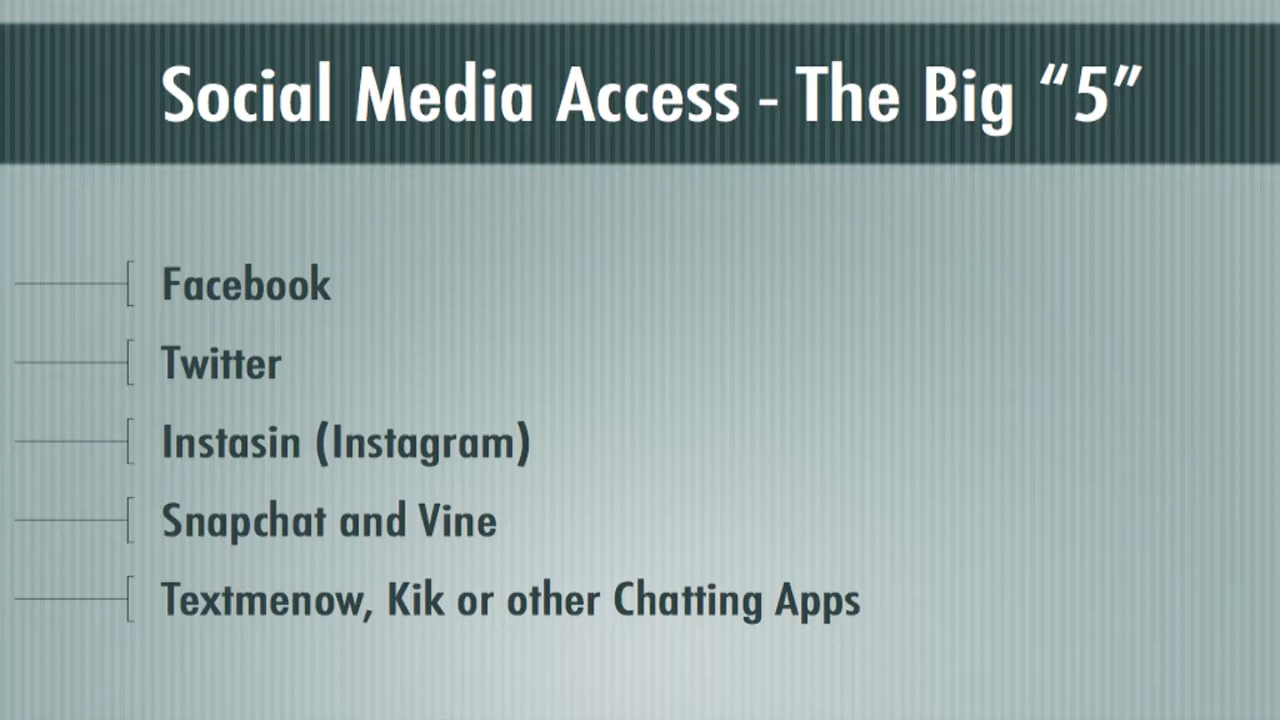 Social Media Access - The Big “5”
Facebook
Twitter
Instasin (Instagram)
Snapchat and Vine
Textmenow, Kik or other Chatting Apps